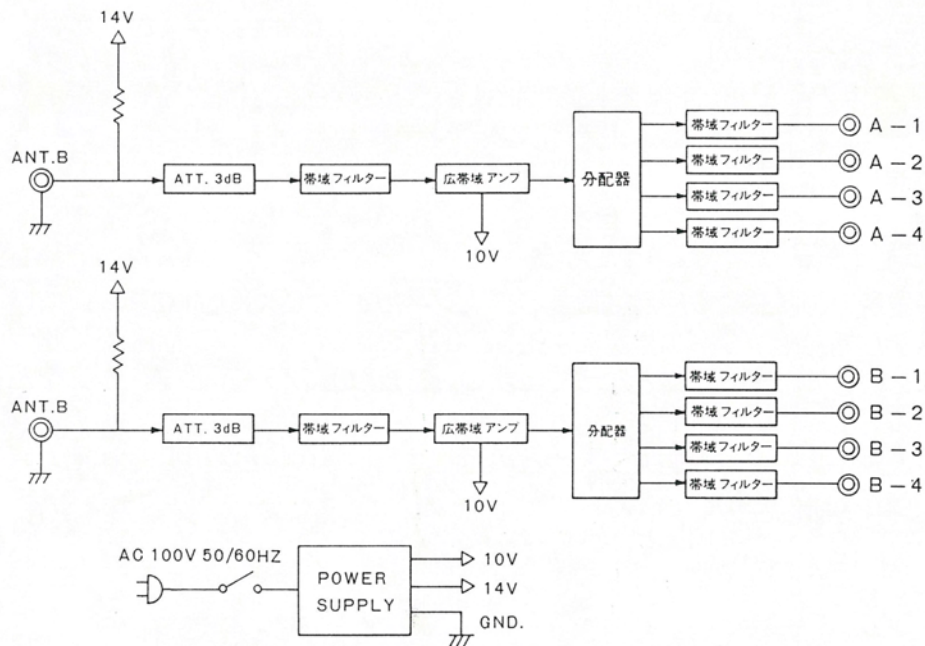 14V
ANT.B
ATT. 3dB
帯域フィルター
広帯域アンフ
10V
分配器
帯域フィルター
A-1
帯域フィルター
A-2
帯域フィルター
A-3
帯域フィルター
A-4
14V
ANT.B
ATT. 3dB
帯域フィルター
広帯域アンフ
10V
分配器
帯域フィルター
B-1
帯域フィルター
B-2
帯域フィルター
B-3
帯域フィルター
B-4
AC 100V 50/60HZ
POWER
SUPPLY
10V
14V
GND.